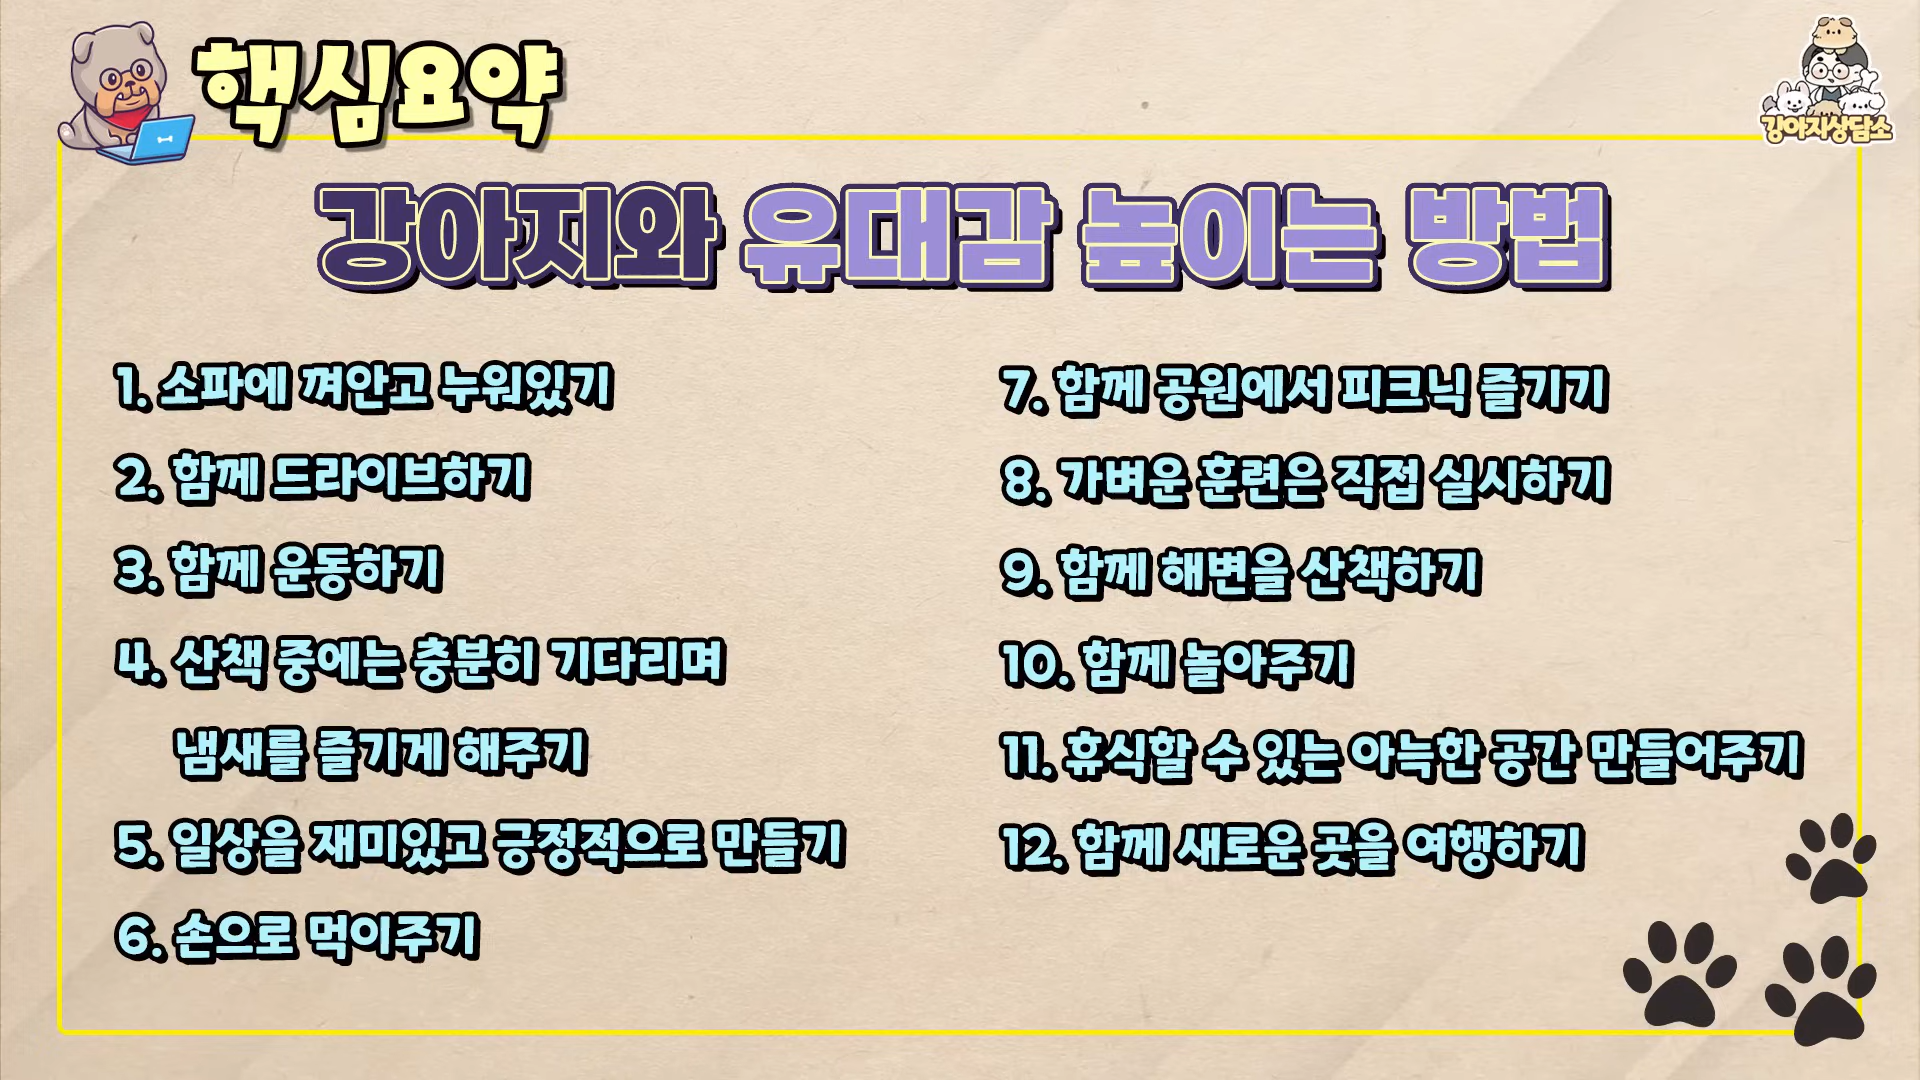 핵심요약
강아지상담소
강아지와 유대감 높이는 방법
1. 소파에 껴안고 누워있기
2. 함께 드라이브하기
3. 함께 운동하기
4. 산책 중에는 충분히 기다리며
냄새를 즐기게 해주기
5. 일상을 재미있고 긍정적으로 만들기
6. 손으로 먹이주기
7. 함께 공원에서 피크닉 즐기기
8. 가벼운 훈련은 직접 실시하기
9. 함께 해변을 산책하기
10. 함께 놀아주기
11. 휴식할 수 있는 아늑한 공간 만들어주기
12. 함께 새로운 곳을 여행하기